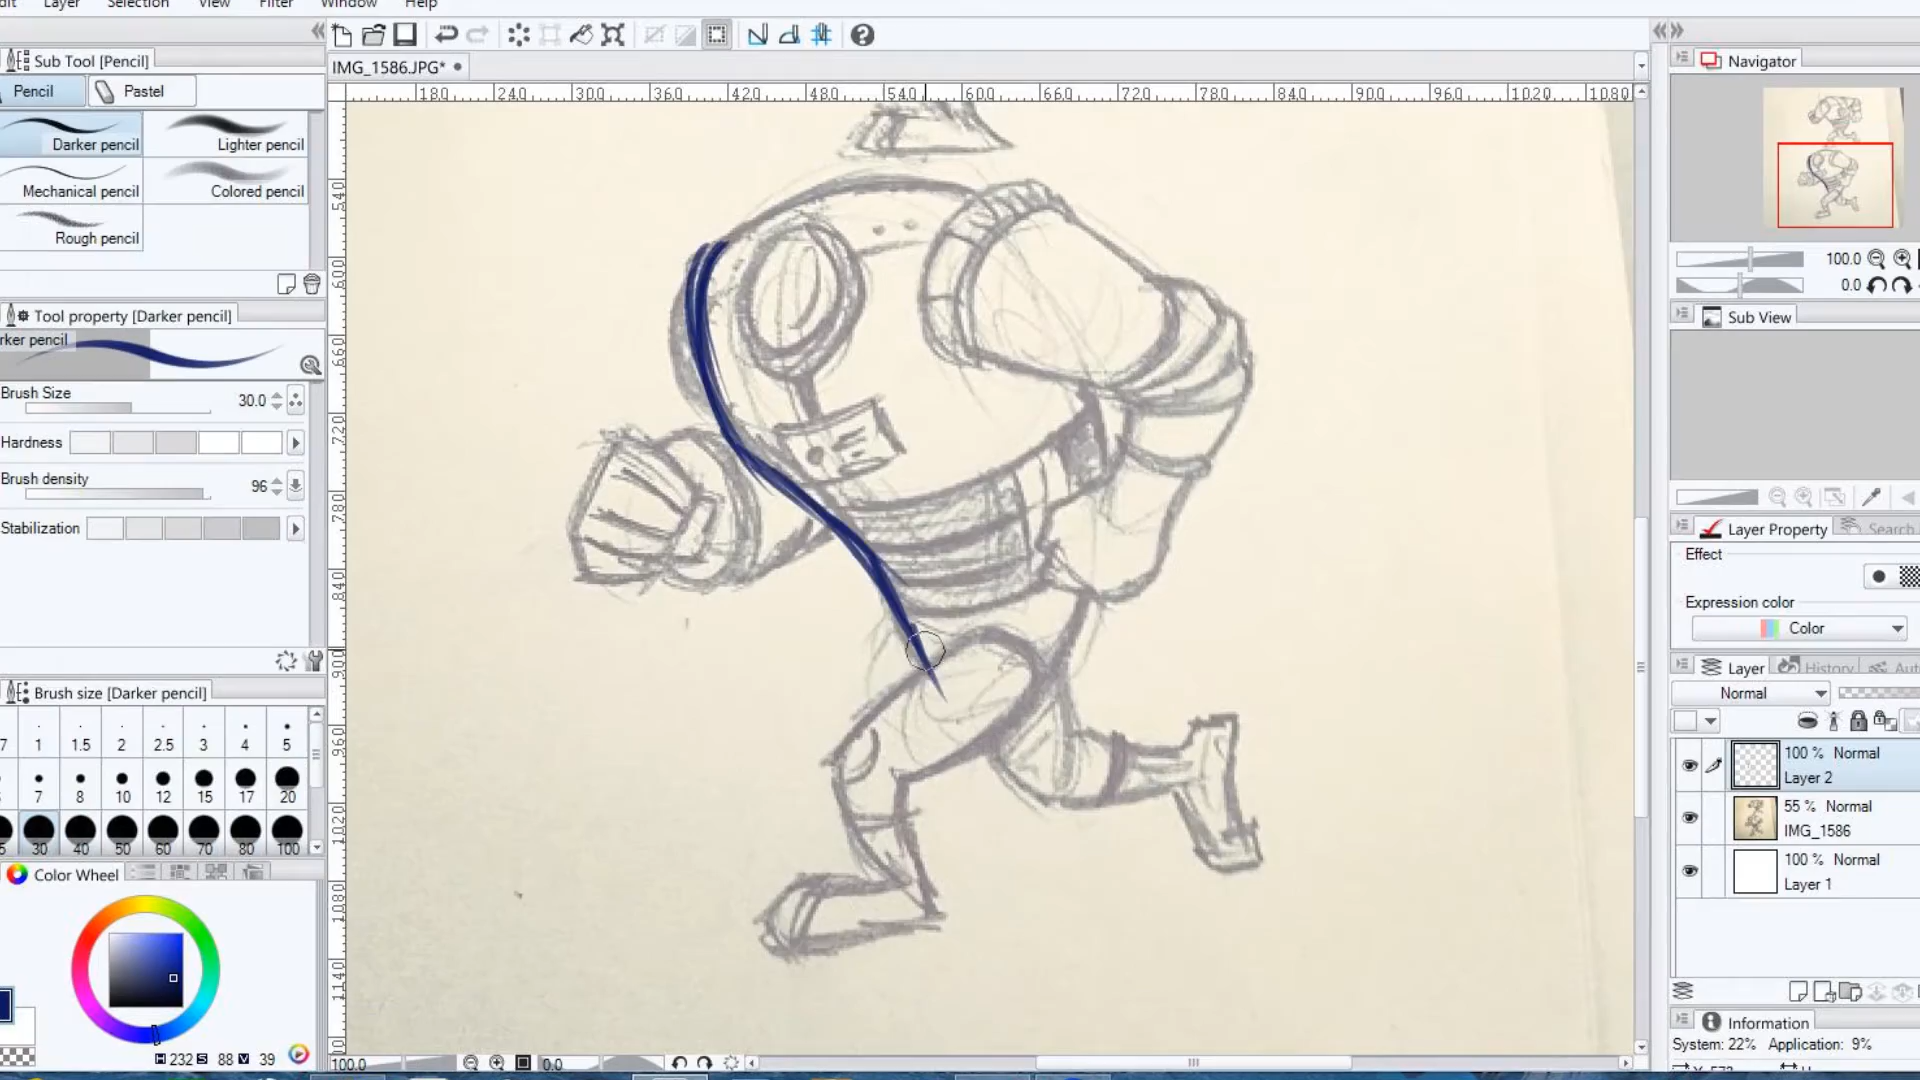 Layer Selection View Filter Window Help
IMG_1586.JPG*
Sub Tool [Pencil]
Pencil Pastel
Darker pencil Lighter pencil
Mechanical pencil Colored pencil
Rough pencil
Tool property [Darker pencil]
Brush Size 30.0
Hardness
Brush density 96
Stabilization
Brush size [Darker pencil]
7 1 1.5 2 2.5 3 4 5
7 8 10 12 15 17 20
30 40 50 60 70 80 100
Color Wheel
H 232 S 88 V 39
180 240 300 360 420 480 540 600 660 720 780 840 900 960 1020 1080
540
600
660
720
780
840
900
960
1020
1080
1140
100.0 0.0
Navigator
100.0
0.0
Sub View
Layer Property Search
Effect
Expression color
Color
Layer History
Normal
100 % Normal
Layer 2
55 % Normal
IMG_1586
100 % Normal
Layer 1
Information
System: 22% Application: 9%